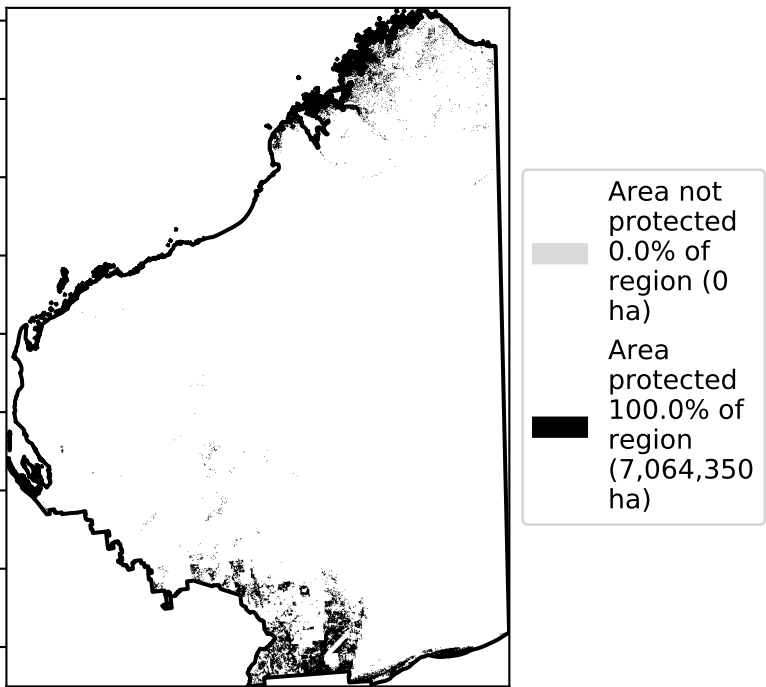 Area not
protected
0.0% of
region (0
ha)
Area
protected
100.0% of
region
(7,064,350
ha)